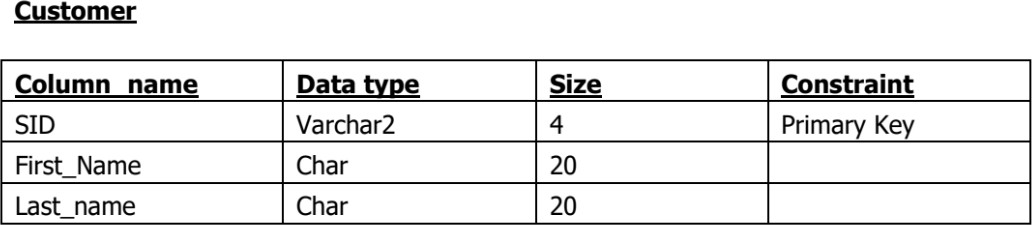 Customer
Column_name Data type Size Constraint
SID Varchar2 4 Primary Key
First_Name Char 20
Last_name Char 20